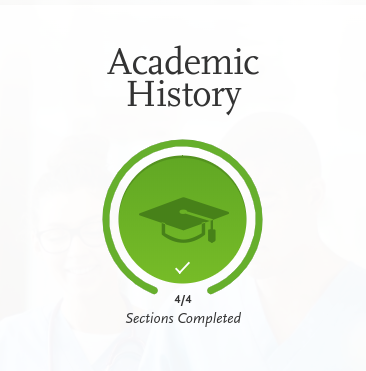 Academic
History
4/4
Sections Completed